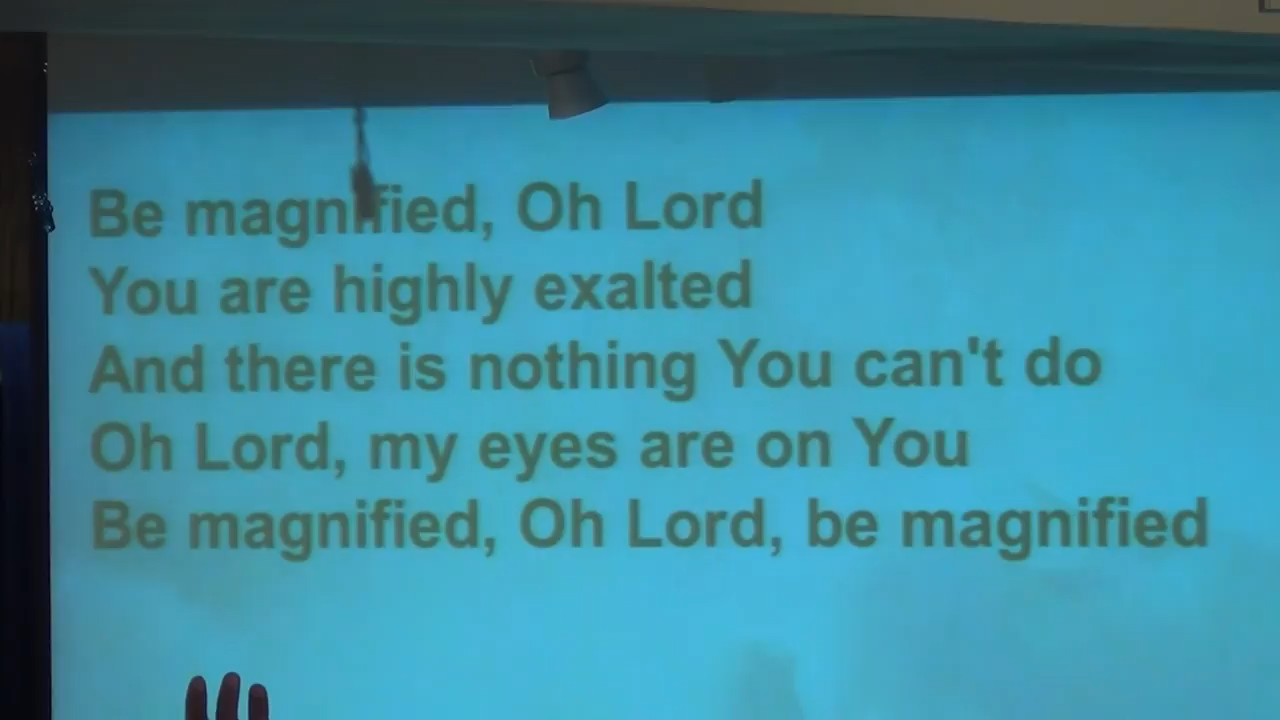 Be magnified, Oh Lord
You are highly exalted
And there is nothing You can't do
Oh Lord, my eyes are on You
Be magnified, Oh Lord, be magnified